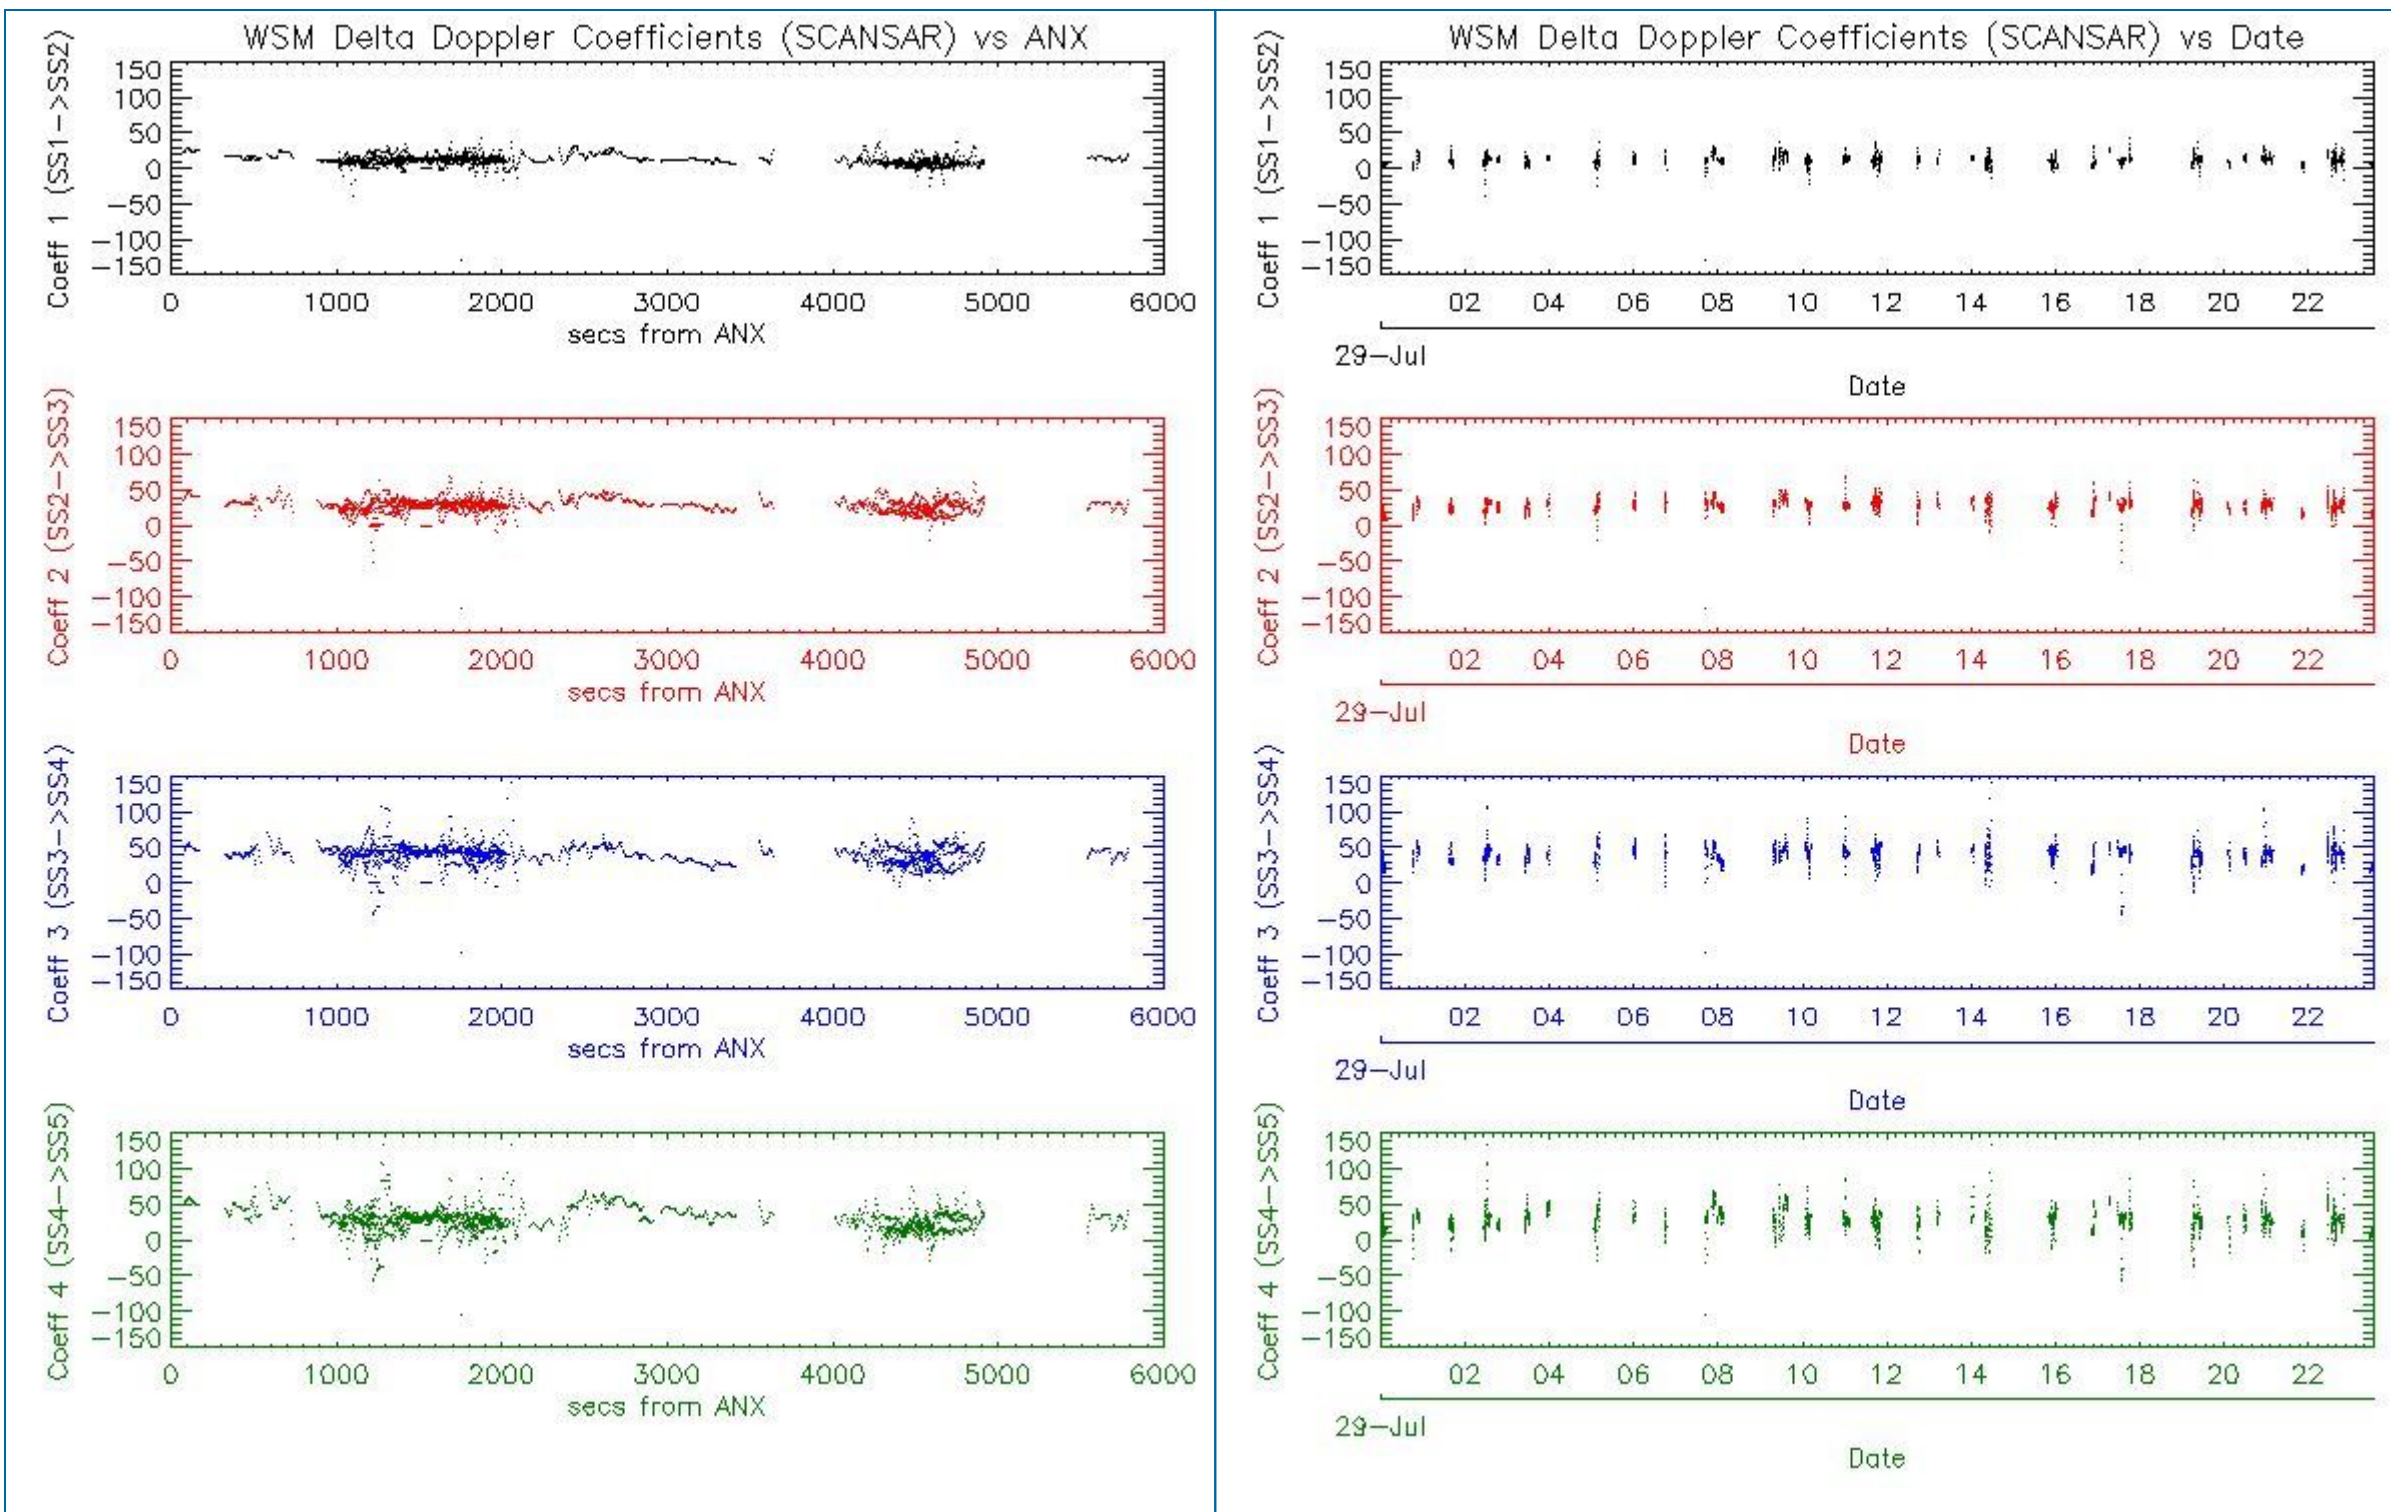 WSM Delta Doppler Coefficients (SCANSAR) vs ANX
Coeff 1 (SS1->SS2)
150
100
50
0
-50
-100
-150
0 1000 2000 3000 4000 5000 6000
secs from ANX
Coeff 2 (SS2->SS3)
150
100
50
0
-50
-100
-150
0 1000 2000 3000 4000 5000 6000
secs from ANX
Coeff 3 (SS3->SS4)
150
100
50
0
-50
-100
-150
0 1000 2000 3000 4000 5000 6000
secs from ANX
Coeff 4 (SS4->SS5)
150
100
50
0
-50
-100
-150
0 1000 2000 3000 4000 5000 6000
secs from ANX
WSM Delta Doppler Coefficients (SCANSAR) vs Date
Coeff 1 (SS1->SS2)
150
100
50
0
-50
-100
-150
02 04 06 08 10 12 14 16 18 20 22
29-Jul
Date
Coeff 2 (SS2->SS3)
150
100
50
0
-50
-100
-150
02 04 06 08 10 12 14 16 18 20 22
29-Jul
Date
Coeff 3 (SS3->SS4)
150
100
50
0
-50
-100
-150
02 04 06 08 10 12 14 16 18 20 22
29-Jul
Date
Coeff 4 (SS4->SS5)
150
100
50
0
-50
-100
-150
02 04 06 08 10 12 14 16 18 20 22
29-Jul
Date